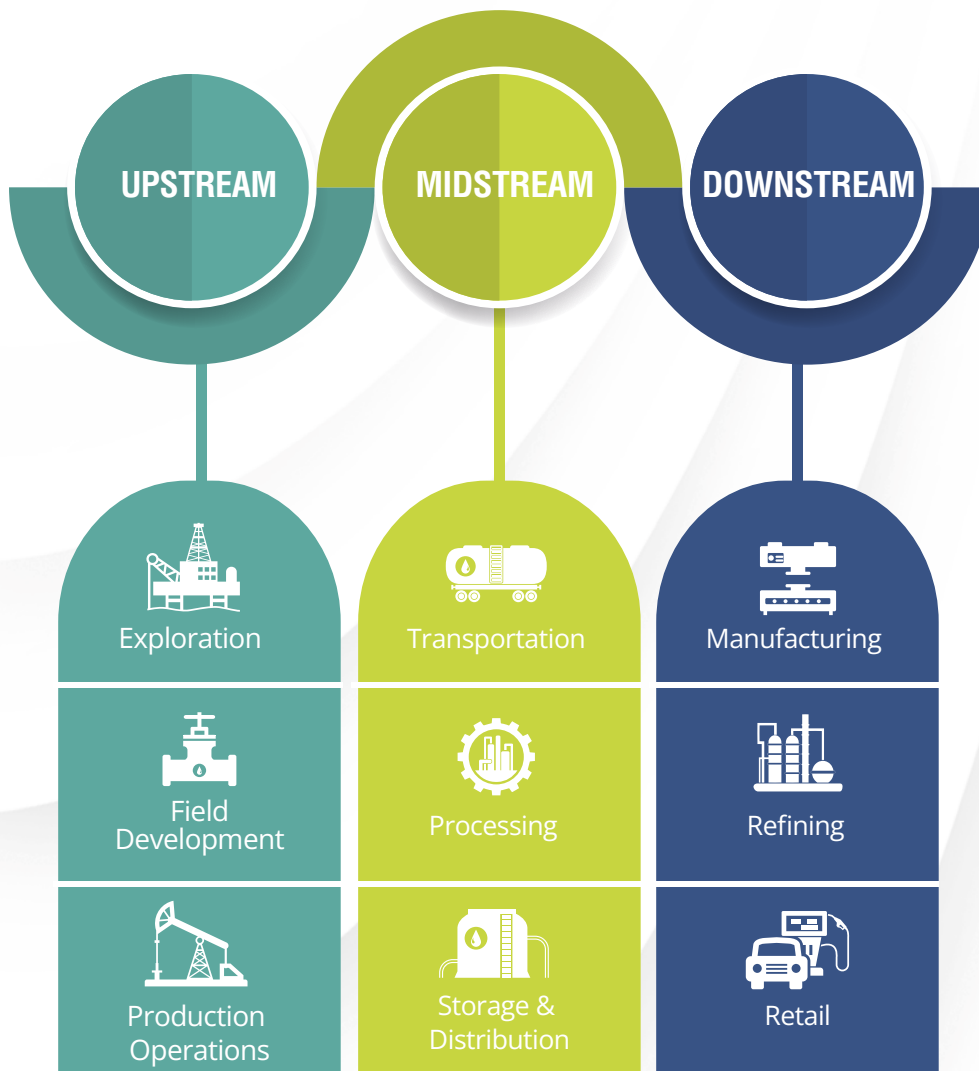 UPSTREAM
MIDSTREAM
DOWNSTREAM
Exploration
Transportation
Manufacturing
Field
Development
Processing
Refining
Production
Operations
Storage &
Distribution
Retail